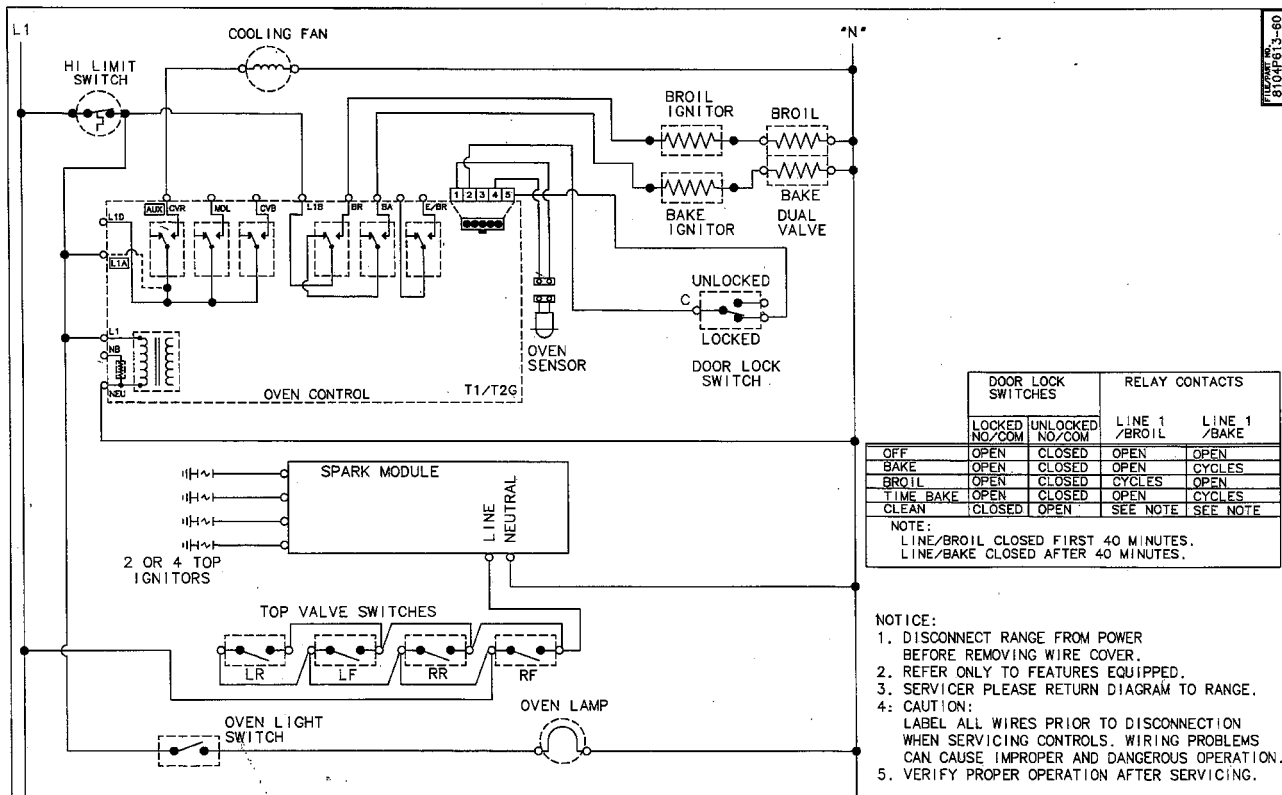 L1
COOLING FAN
"N"
FILE/PART NO.
8104P613-60
HI LIMIT
SWITCH
BROIL
IGNITOR
BROIL
BAKE
IGNITOR
BAKE
DUAL
VALVE
1 2 3 4 5
L1D
AUX CVR
MDL
CVB
L1B
BR
BA
E/BR
L1A
L1
NB
NEU
OVEN CONTROL
T1/T2G
OVEN
SENSOR
UNLOCKED
C
LOCKED
DOOR LOCK
SWITCH
DOOR LOCK
SWITCHES
RELAY CONTACTS
LOCKED
NO/COM
UNLOCKED
NO/COM
LINE 1
/BROIL
LINE 1
/BAKE
OFF OPEN CLOSED OPEN OPEN
BAKE OPEN CLOSED OPEN CYCLES
BROIL OPEN CLOSED CYCLES OPEN
TIME BAKE OPEN CLOSED OPEN CYCLES
CLEAN CLOSED OPEN SEE NOTE SEE NOTE
NOTE:
LINE/BROIL CLOSED FIRST 40 MINUTES.
LINE/BAKE CLOSED AFTER 40 MINUTES.
SPARK MODULE
LINE
NEUTRAL
2 OR 4 TOP
IGNITORS
TOP VALVE SWITCHES
LR
LF
RR
RF
OVEN LIGHT
SWITCH
OVEN LAMP
NOTICE:
1. DISCONNECT RANGE FROM POWER
BEFORE REMOVING WIRE COVER.
2. REFER ONLY TO FEATURES EQUIPPED.
3. SERVICER PLEASE RETURN DIAGRAM TO RANGE.
4: CAUTION:
LABEL ALL WIRES PRIOR TO DISCONNECTION
WHEN SERVICING CONTROLS. WIRING PROBLEMS
CAN CAUSE IMPROPER AND DANGEROUS OPERATION.
5. VERIFY PROPER OPERATION AFTER SERVICING.